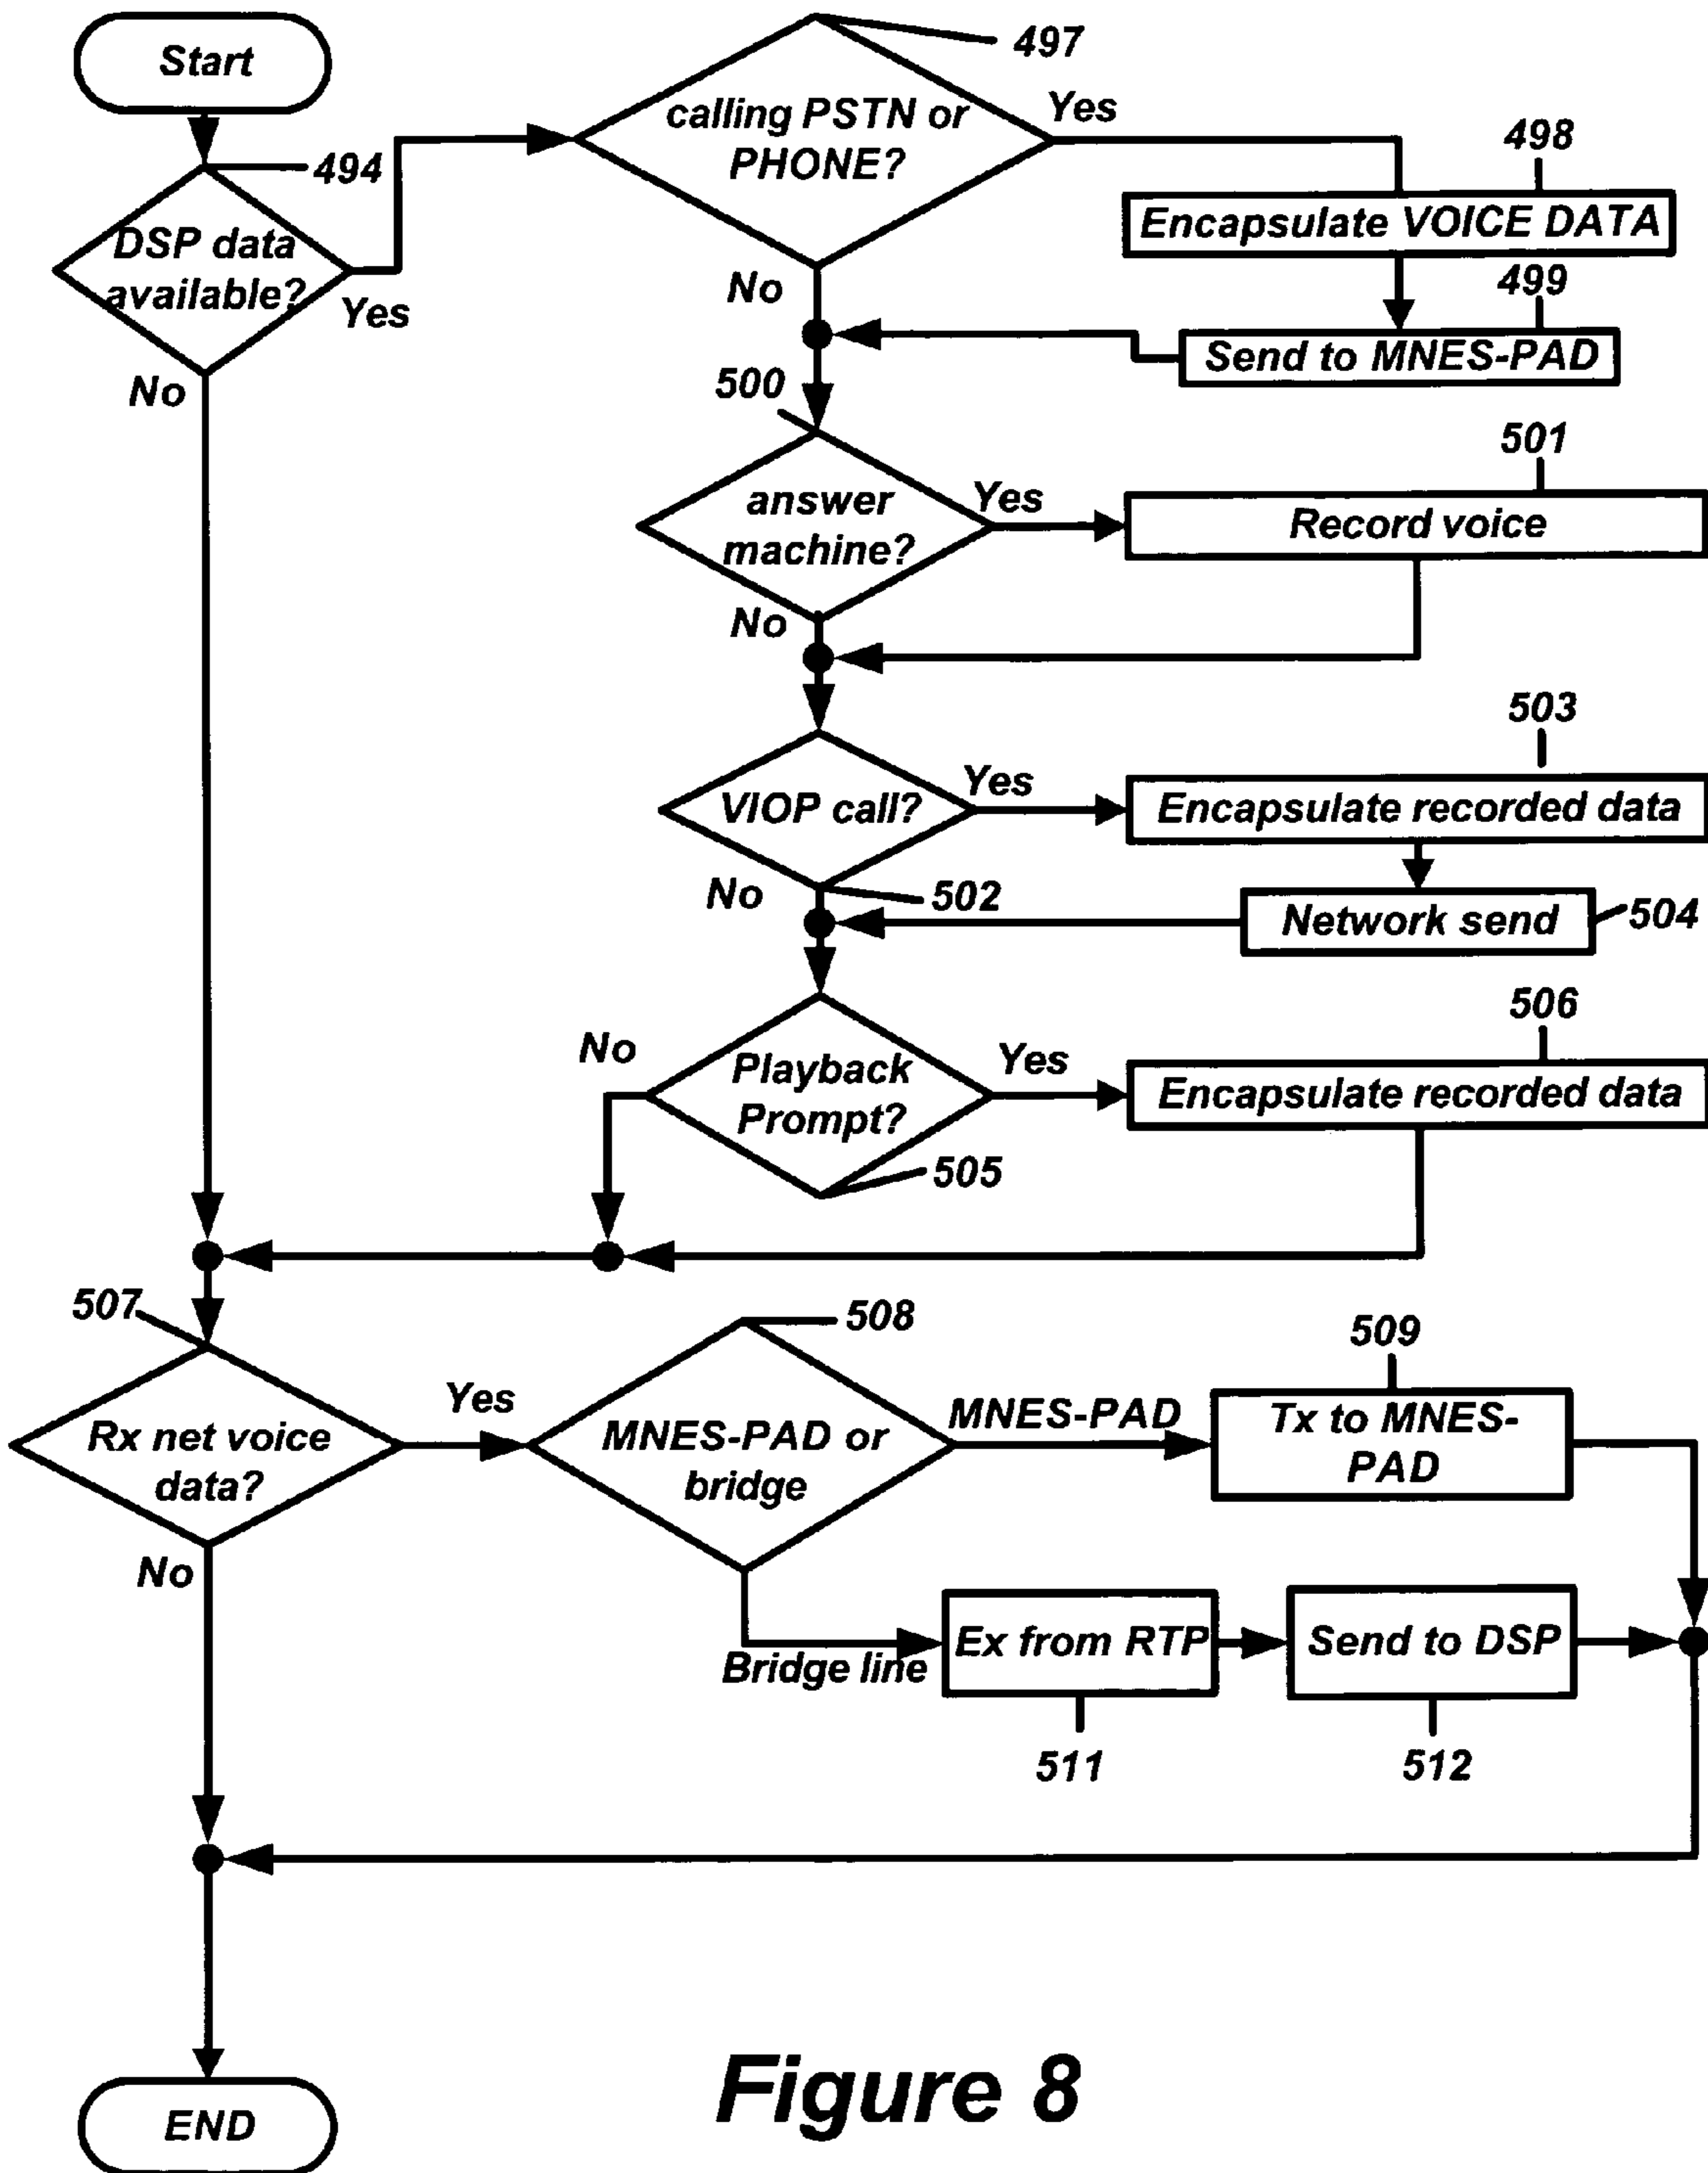 Start
497
calling PSTN or
PHONE?
Yes
498
494
Encapsulate VOICE DATA
DSP data
available?
Yes
No
499
Send to MNES-PAD
No
500
501
answer
machine?
Yes
Record voice
No
503
VIOP call?
Yes
Encapsulate recorded data
No
502
Network send
504
506
No
Playback
Prompt?
Yes
Encapsulate recorded data
505
507
508
509
Rx net voice
data?
Yes
MNES-PAD or
bridge
MNES-PAD
Tx to MNES-
PAD
No
Bridge line
Ex from RTP
Send to DSP
511
512
END
Figure 8